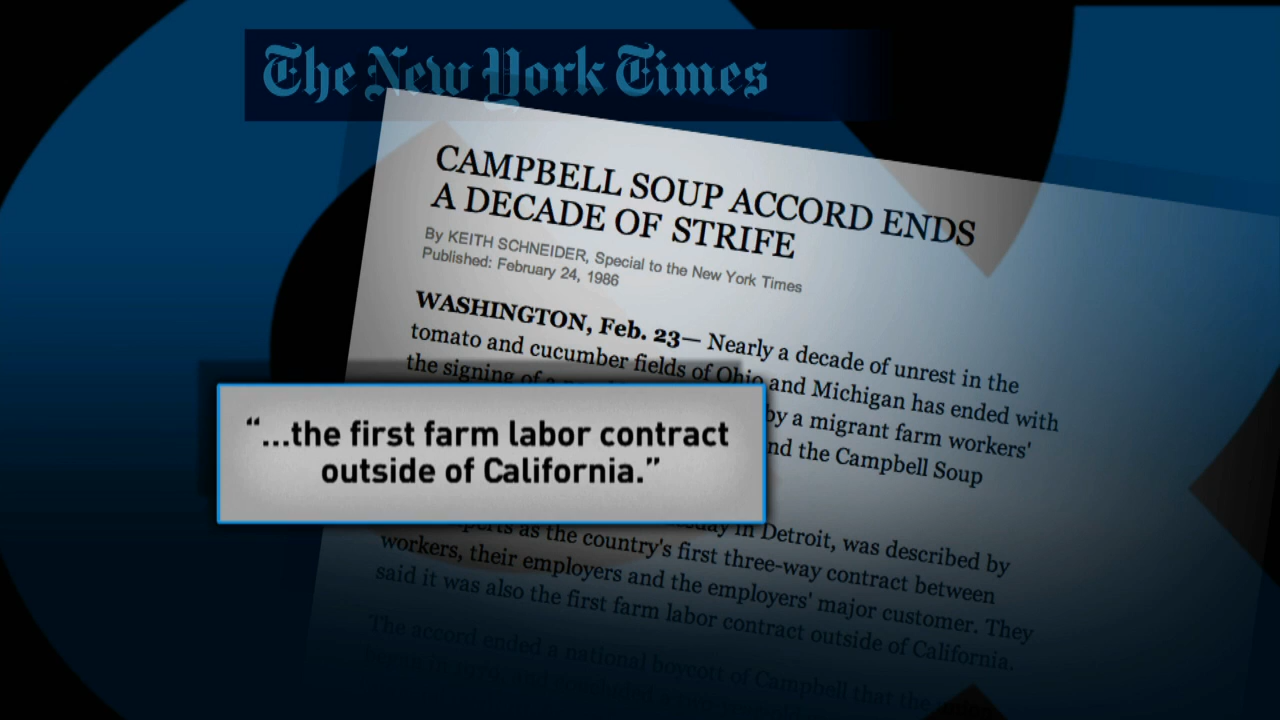 The New York Times
CAMPBELL SOUP ACCORD ENDS
A DECADE OF STRIFE
By KEITH SCHNEIDER, Special to the New York Times
Published: February 24, 1986
WASHINGTON, Feb. 23— Nearly a decade of unrest in the
tomato and cucumber fields of Ohio and Michigan has ended with
the signing of a
by a migrant farm workers'
and the Campbell Soup
“...the first farm labor contract
outside of California.”
in Detroit, was described by
as the country's first three-way contract between
workers, their employers and the employers' major customer. They
said it was also the first farm labor contract outside of California.
The accord ended a national boycott of Campbell that the